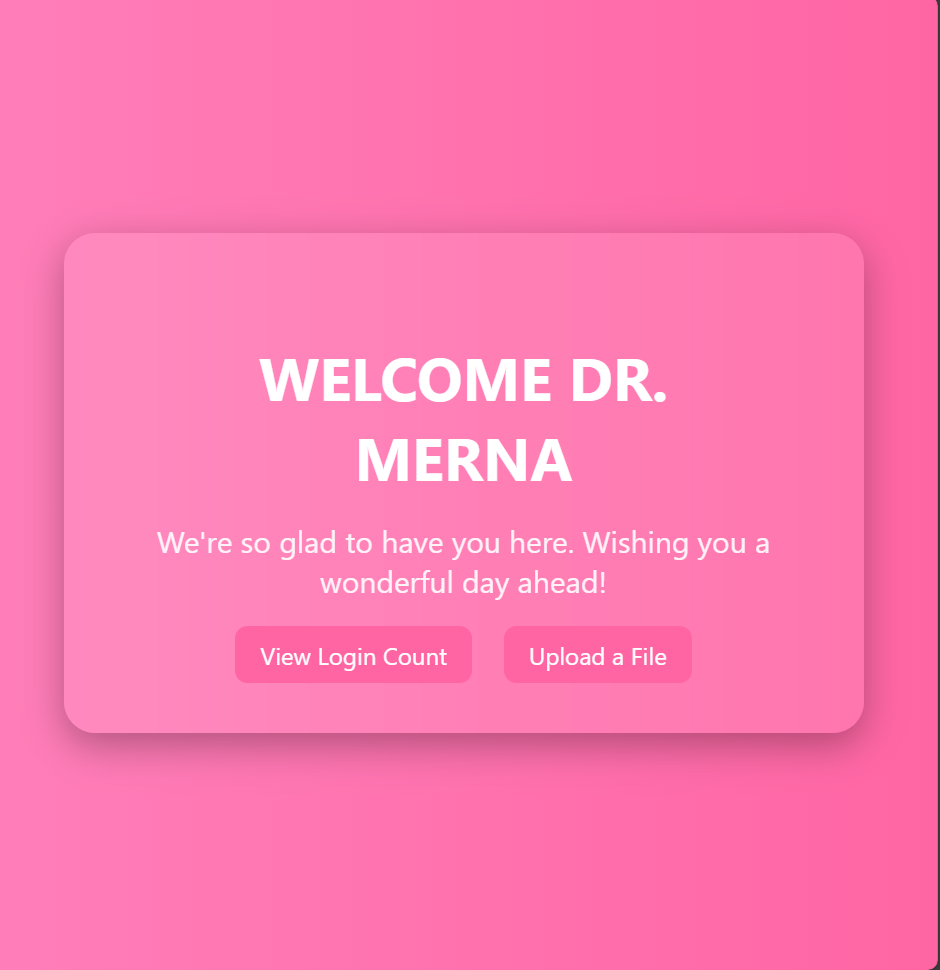 WELCOME DR.
MERNA
We're so glad to have you here. Wishing you a
wonderful day ahead!
View Login Count
Upload a File